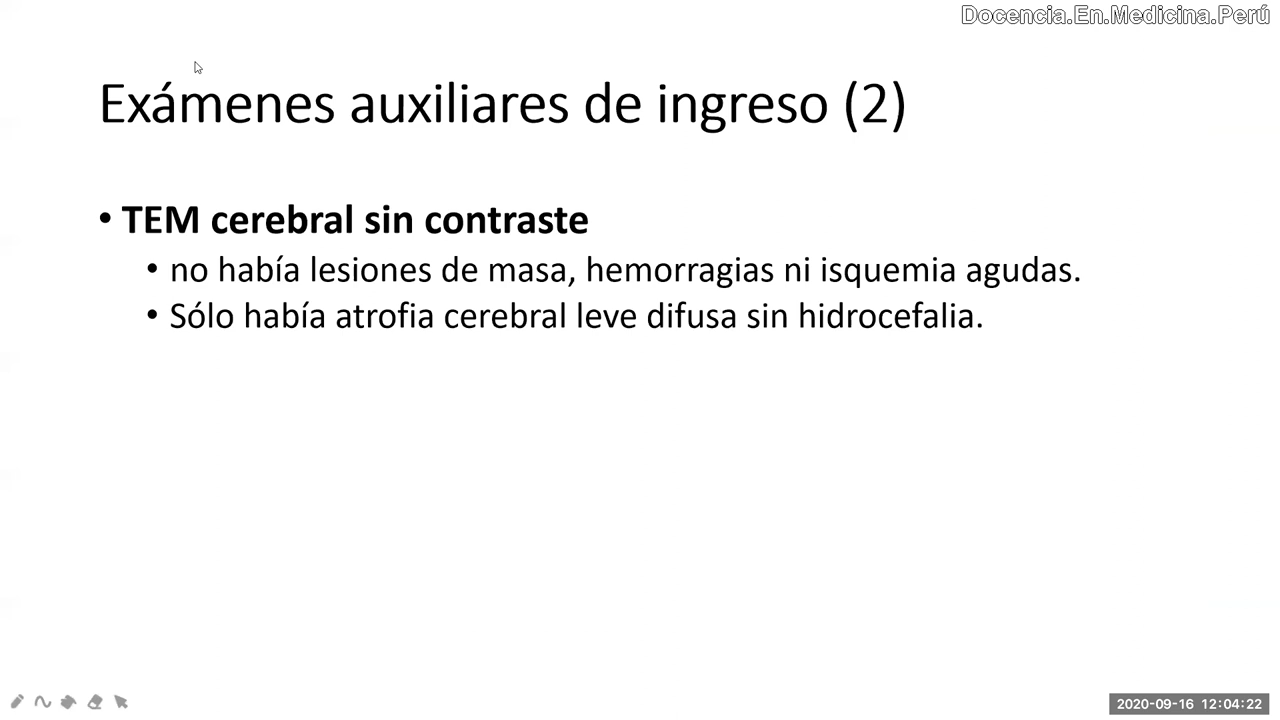 Docencia.En.Medicina.Perú
Exámenes auxiliares de ingreso (2)
• TEM cerebral sin contraste
• no había lesiones de masa, hemorragias ni isquemia agudas.
• Sólo había atrofia cerebral leve difusa sin hidrocefalia.
2020-09-16 12:04:22